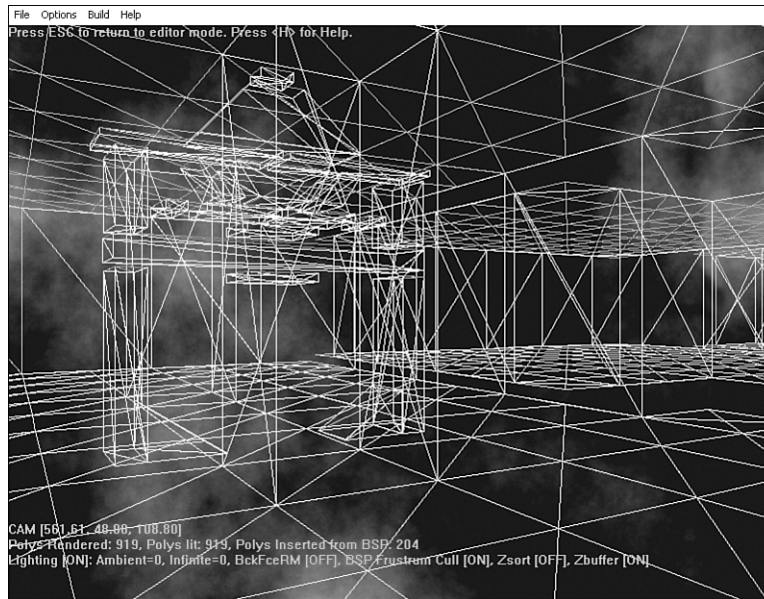 File Options Build Help
Press ESC to return to editor mode. Press <H> for Help.
CAM [561.61, 48.88, 108.80]
Polys Rendered: 919, Polys lit: 919, Polys Inserted from BSP: 204
Lighting [ON]: Ambient=0, Infinite=0, BckFceRM [OFF], BSP Frustrum Cull [ON], Zsort [OFF], Zbuffer [ON]